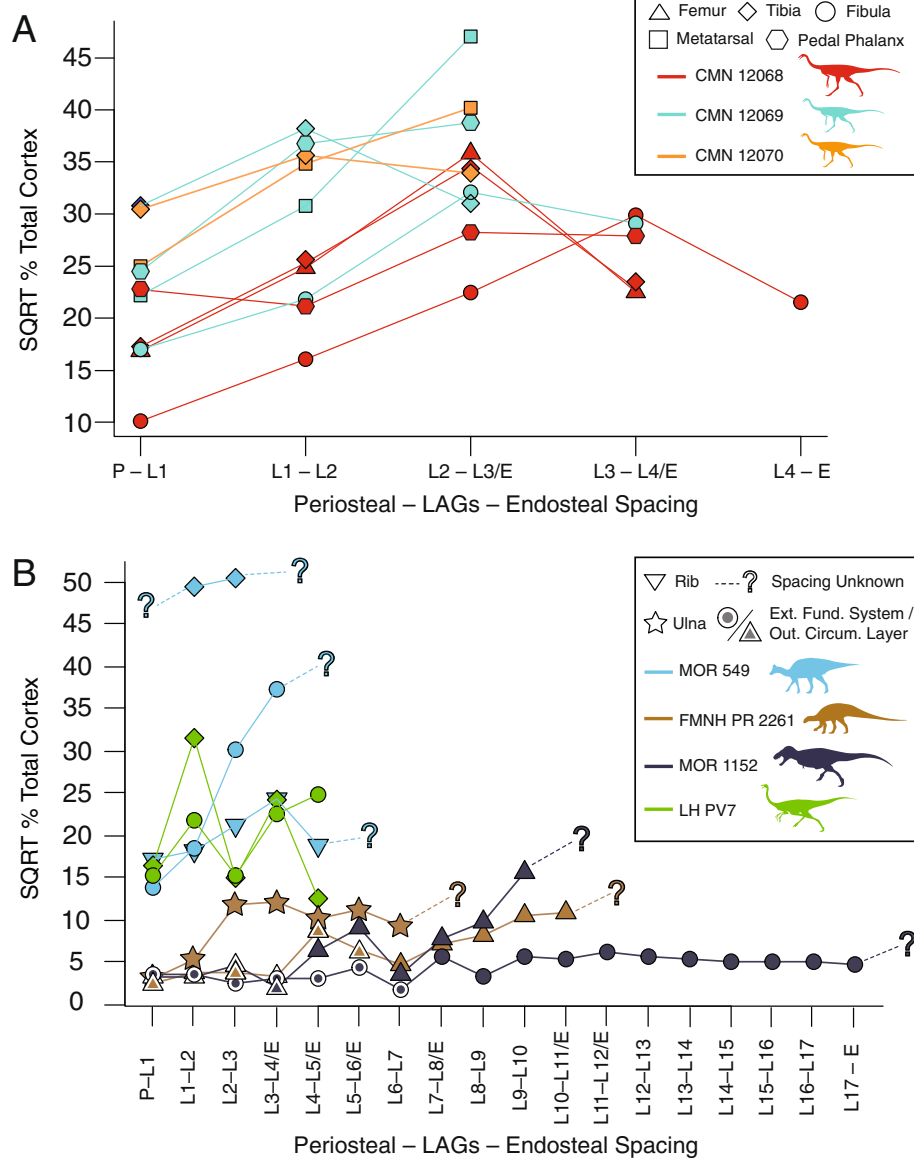 A
Femur Tibia Fibula
Metatarsal Pedal Phalanx
CMN 12068
CMN 12069
CMN 12070
SQRT % Total Cortex
45
40
35
30
25
20
15
10
P – L1 L1 – L2 L2 – L3/E L3 – L4/E L4 – E
Periosteal – LAGs – Endosteal Spacing
B
Rib ? Spacing Unknown
Ulna / Ext. Fund. System /
Out. Circum. Layer
MOR 549
FMNH PR 2261
MOR 1152
LH PV7
SQRT % Total Cortex
50
45
40
35
30
25
20
15
10
5
0
? ? ? ? ? ? ? ?
P–L1 L1–L2 L2–L3 L3–L4/E L4–L5/E L5–L6/E L6–L7 L7–L8/E L8–L9 L9–L10 L10–L11/E L11–L12/E L12–L13 L13–L14 L14–L15 L15–L16 L16–L17 L17 – E
Periosteal – LAGs – Endosteal Spacing